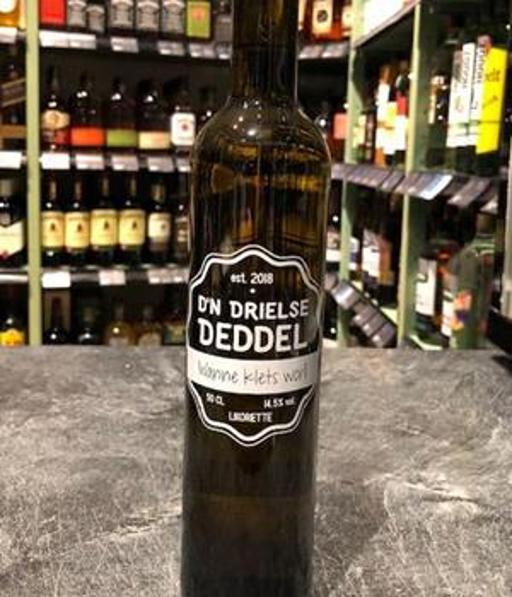 est. 2018
D'N DRIELSE
DEDDEL
Wanne klets wor
50 CL 14.5% vol.
LIKORETTE